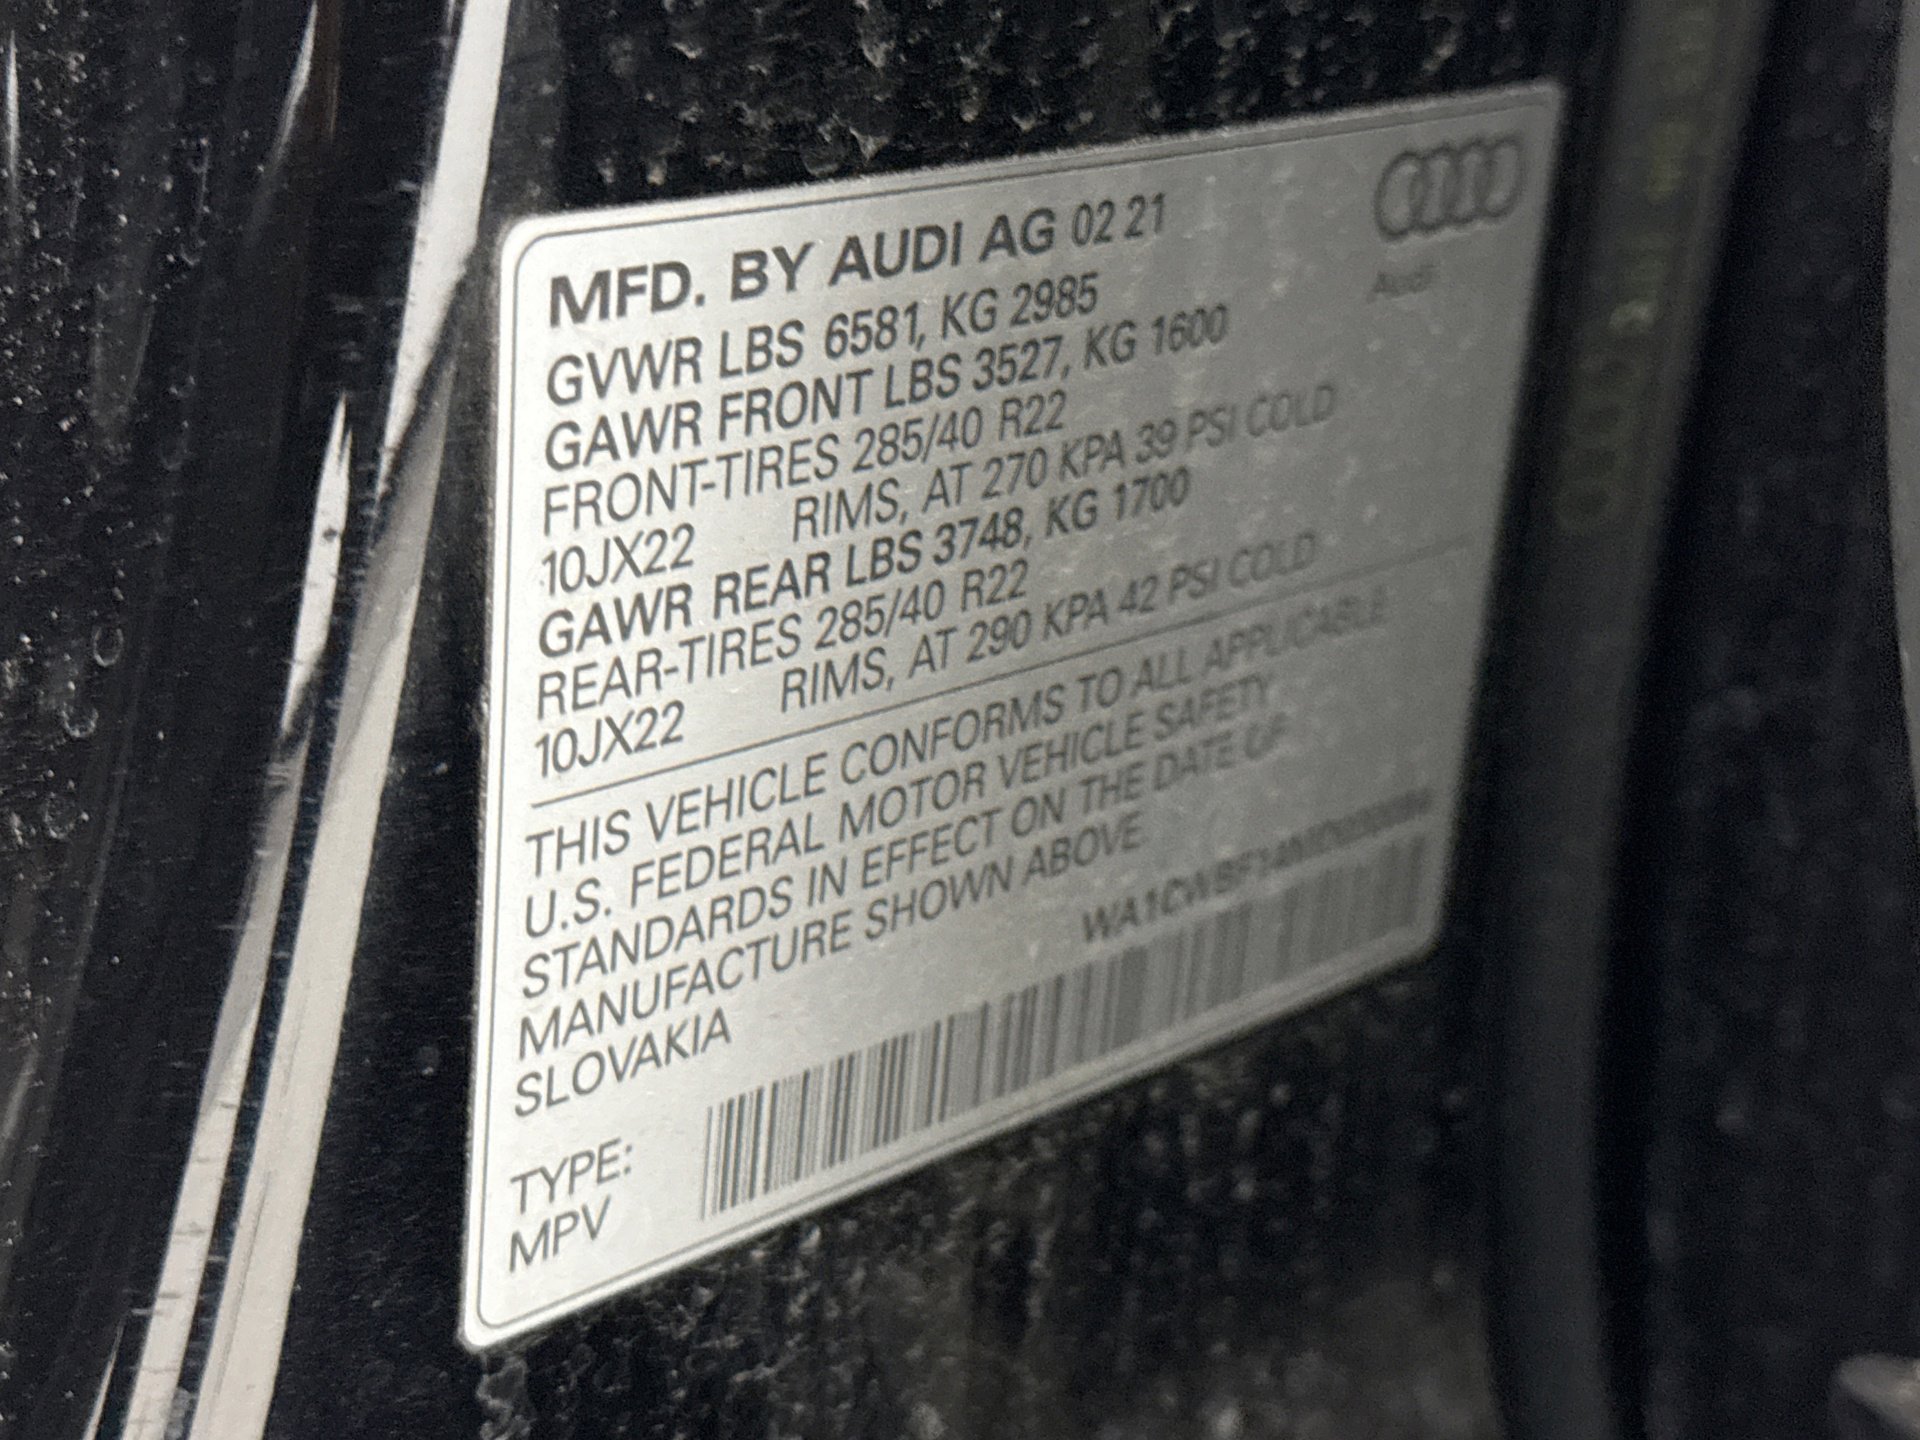 MFD. BY AUDI AG 02 21
Audi
GVWR LBS 6581, KG 2985
GAWR FRONT LBS 3527, KG 1600
FRONT-TIRES 285/40 R22
10JX22 RIMS, AT 270 KPA 39 PSI COLD
GAWR REAR LBS 3748, KG 1700
REAR-TIRES 285/40 R22
10JX22 RIMS, AT 290 KPA 42 PSI COLD
THIS VEHICLE CONFORMS TO ALL APPLICABLE
U.S. FEDERAL MOTOR VEHICLE SAFETY
STANDARDS IN EFFECT ON THE DATE OF
MANUFACTURE SHOWN ABOVE
SLOVAKIA
TYPE:
MPV